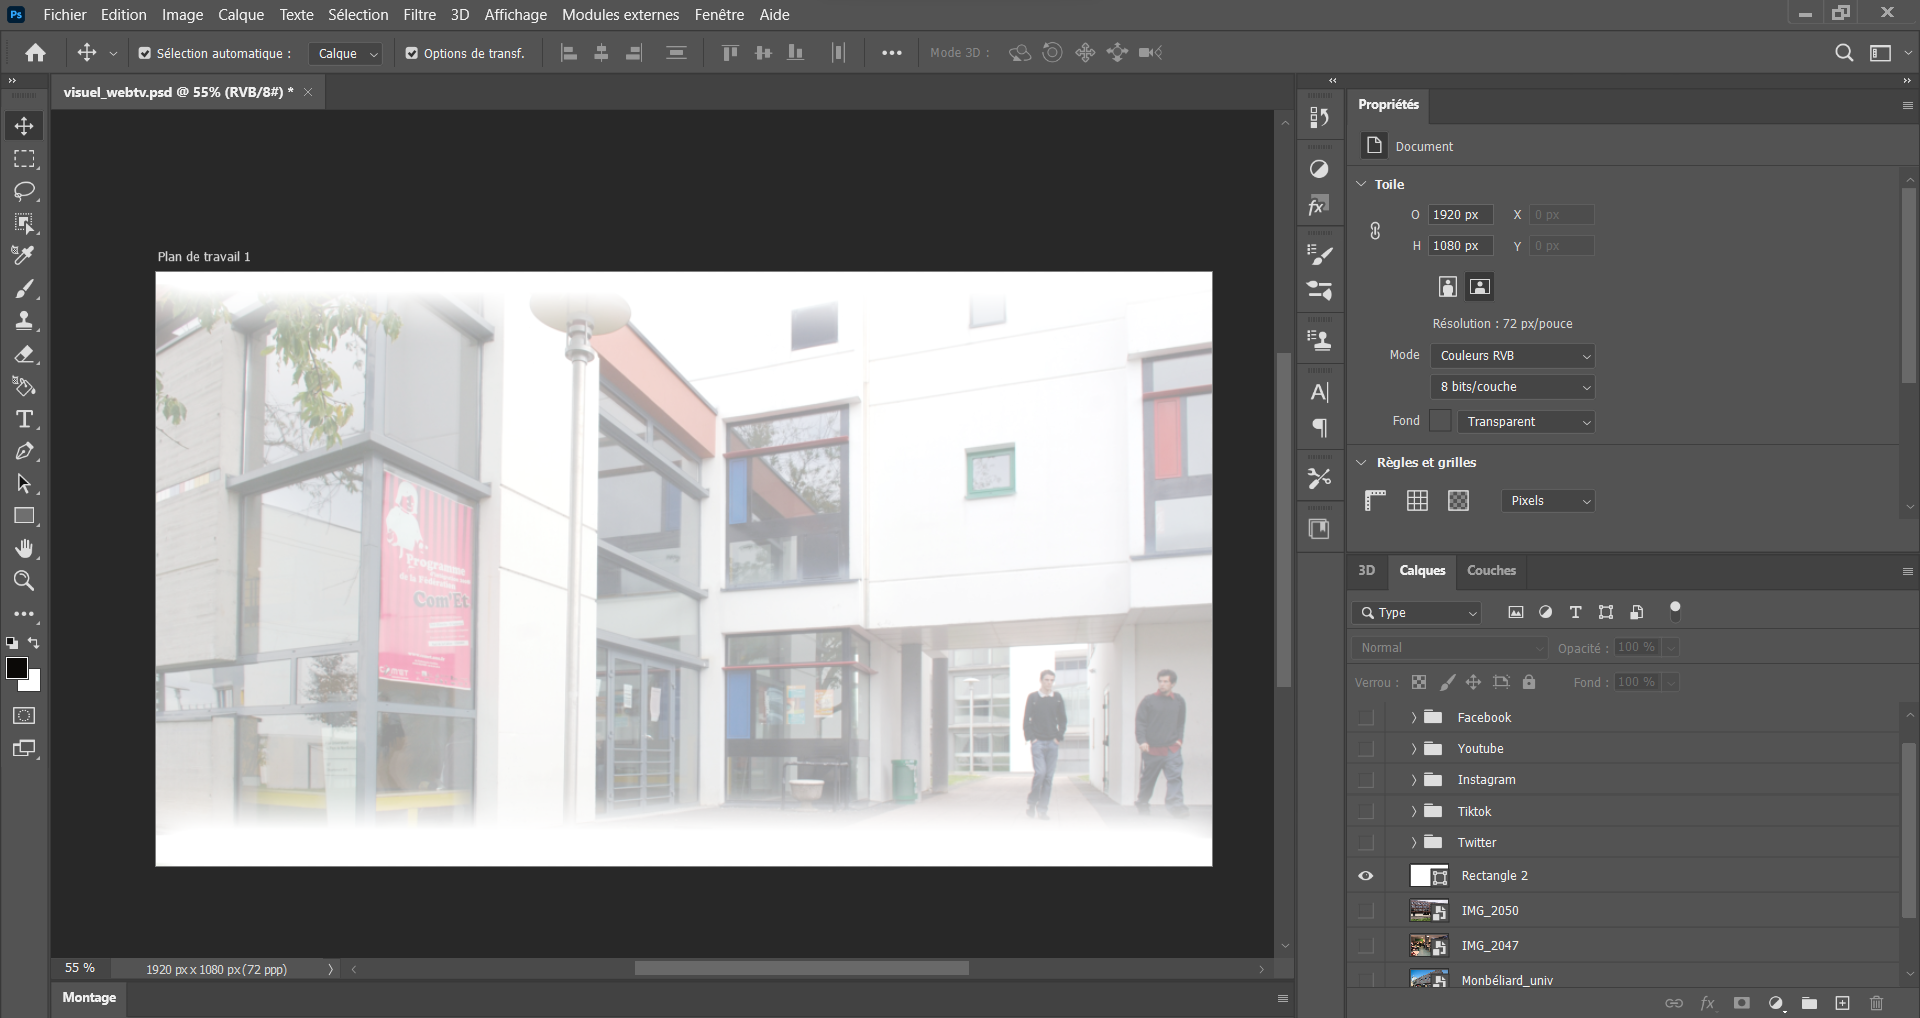 Ps Fichier Edition Image Calque Texte Sélection Filtre 3D Affichage Modules externes Fenêtre Aide
Sélection automatique : Calque Options de transf. Mode 3D :
visuel_webtv.psd @ 55% (RVB/8#) *
Plan de travail 1
Programme
de la Fédération
Com'Et
55 %
1920 px x 1080 px (72 ppp)
Montage
Propriétés
Document
Toile
O 1920 px X 0 px
H 1080 px Y 0 px
Résolution : 72 px/pouce
Mode Couleurs RVB
8 bits/couche
Fond Transparent
Règles et grilles
Pixels
3D Calques Couches
Type
Normal Opacité : 100 %
Verrou : Fond : 100 %
Facebook
Youtube
Instagram
Tiktok
Twitter
Rectangle 2
IMG_2050
IMG_2047
Monbéliard_univ